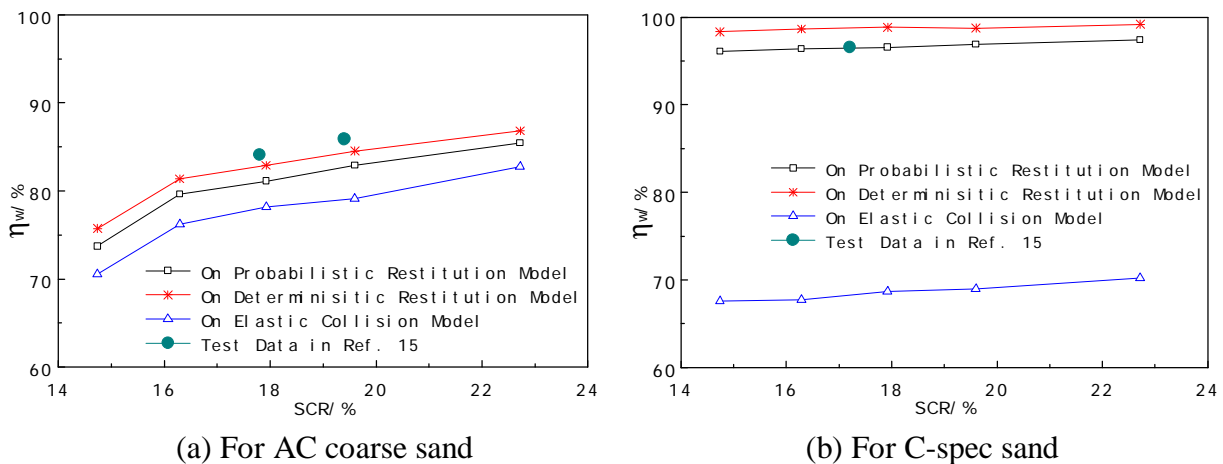 100
90
80
70
60
ηw/%
14 16 18 20 22 24
SCR/%
On Probabilistic Restitution Model
On Determinisitic Restitution Model
On Elastic Collision Model
Test Data in Ref. 15
(a) For AC coarse sand
100
90
80
70
60
ηw/%
14 16 18 20 22 24
SCR/%
On Probabilistic Restitution Model
On Determinisitic Restitution Model
On Elastic Collision Model
Test Data in Ref. 15
(b) For C-spec sand